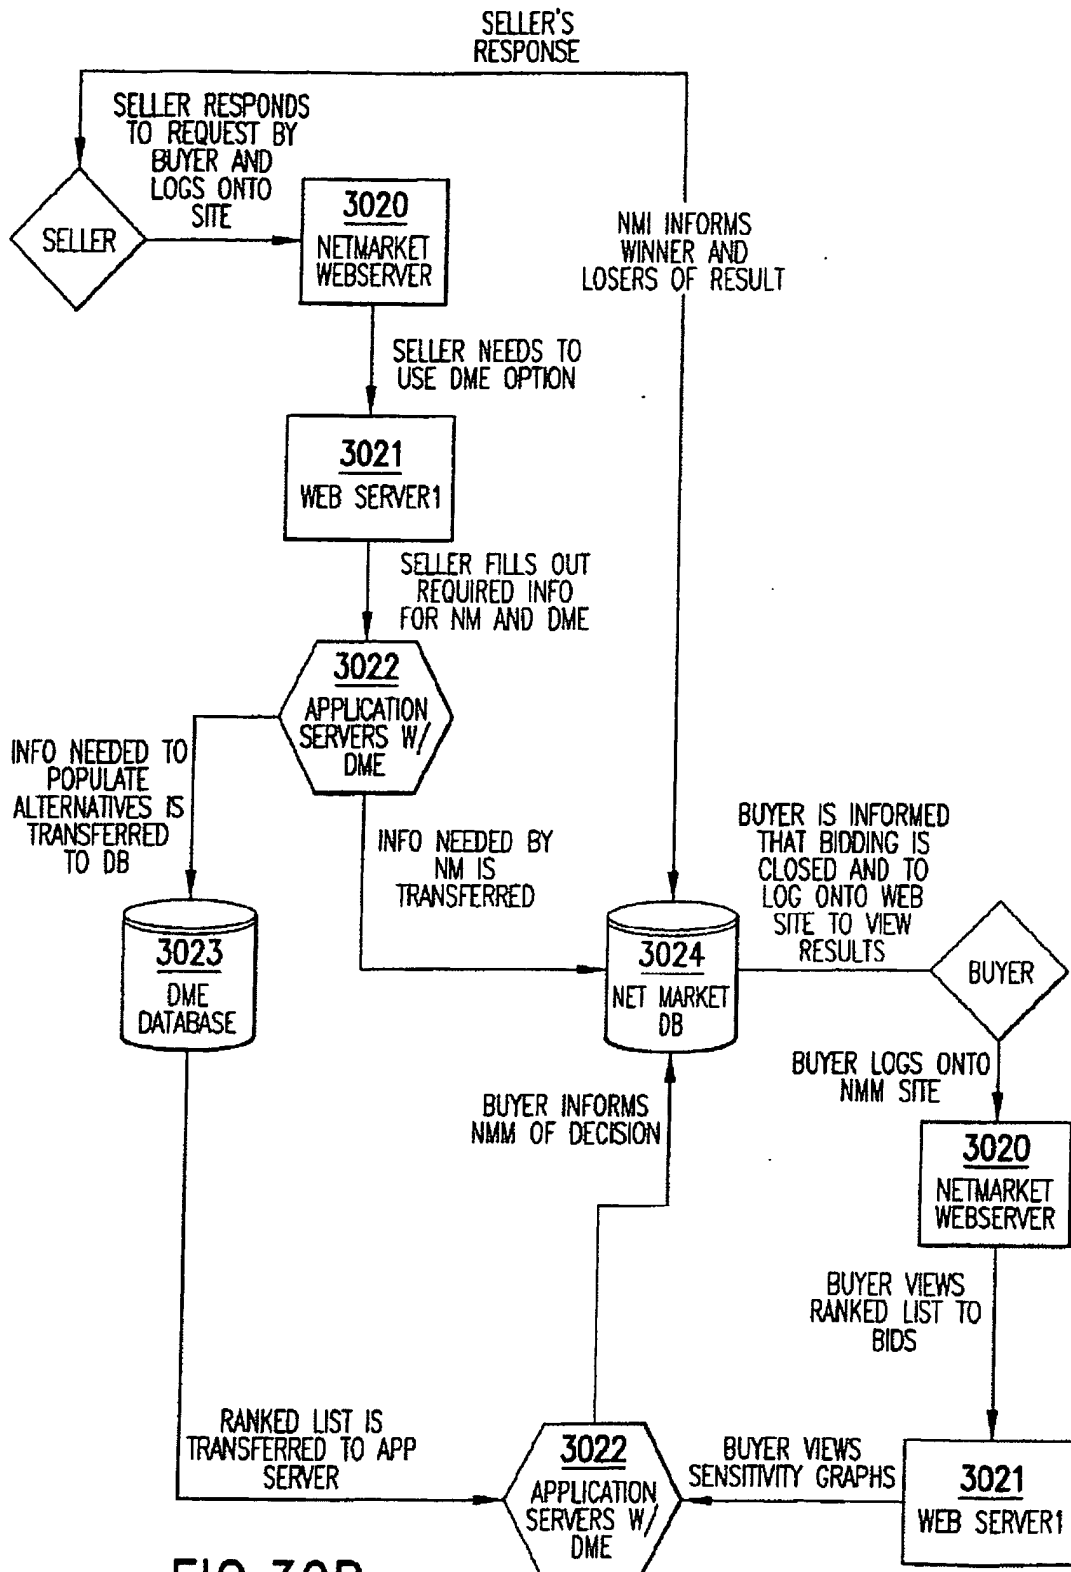 SELLER'S
RESPONSE
SELLER RESPONDS
TO REQUEST BY
BUYER AND
LOGS ONTO
SITE
SELLER
3020
NETMARKET
WEBSERVER
NMI INFORMS
WINNER AND
LOSERS OF RESULT
SELLER NEEDS TO
USE DME OPTION
3021
WEB SERVER1
SELLER FILLS OUT
REQUIRED INFO
FOR NM AND DME
3022
APPLICATION
SERVERS W/
DME
INFO NEEDED TO
POPULATE
ALTERNATIVES IS
TRANSFERRED
TO DB
INFO NEEDED BY
NM IS
TRANSFERRED
BUYER IS INFORMED
THAT BIDDING IS
CLOSED AND TO
LOG ONTO WEB
SITE TO VIEW
RESULTS
3023
DME
DATABASE
3024
NET MARKET
DB
BUYER
BUYER LOGS ONTO
NMM SITE
BUYER INFORMS
NMM OF DECISION
3020
NETMARKET
WEBSERVER
BUYER VIEWS
RANKED LIST TO
BIDS
RANKED LIST IS
TRANSFERRED TO APP
SERVER
3022
APPLICATION
SERVERS W/
DME
BUYER VIEWS
SENSITIVITY GRAPHS
3021
WEB SERVER1
FIG. 30B